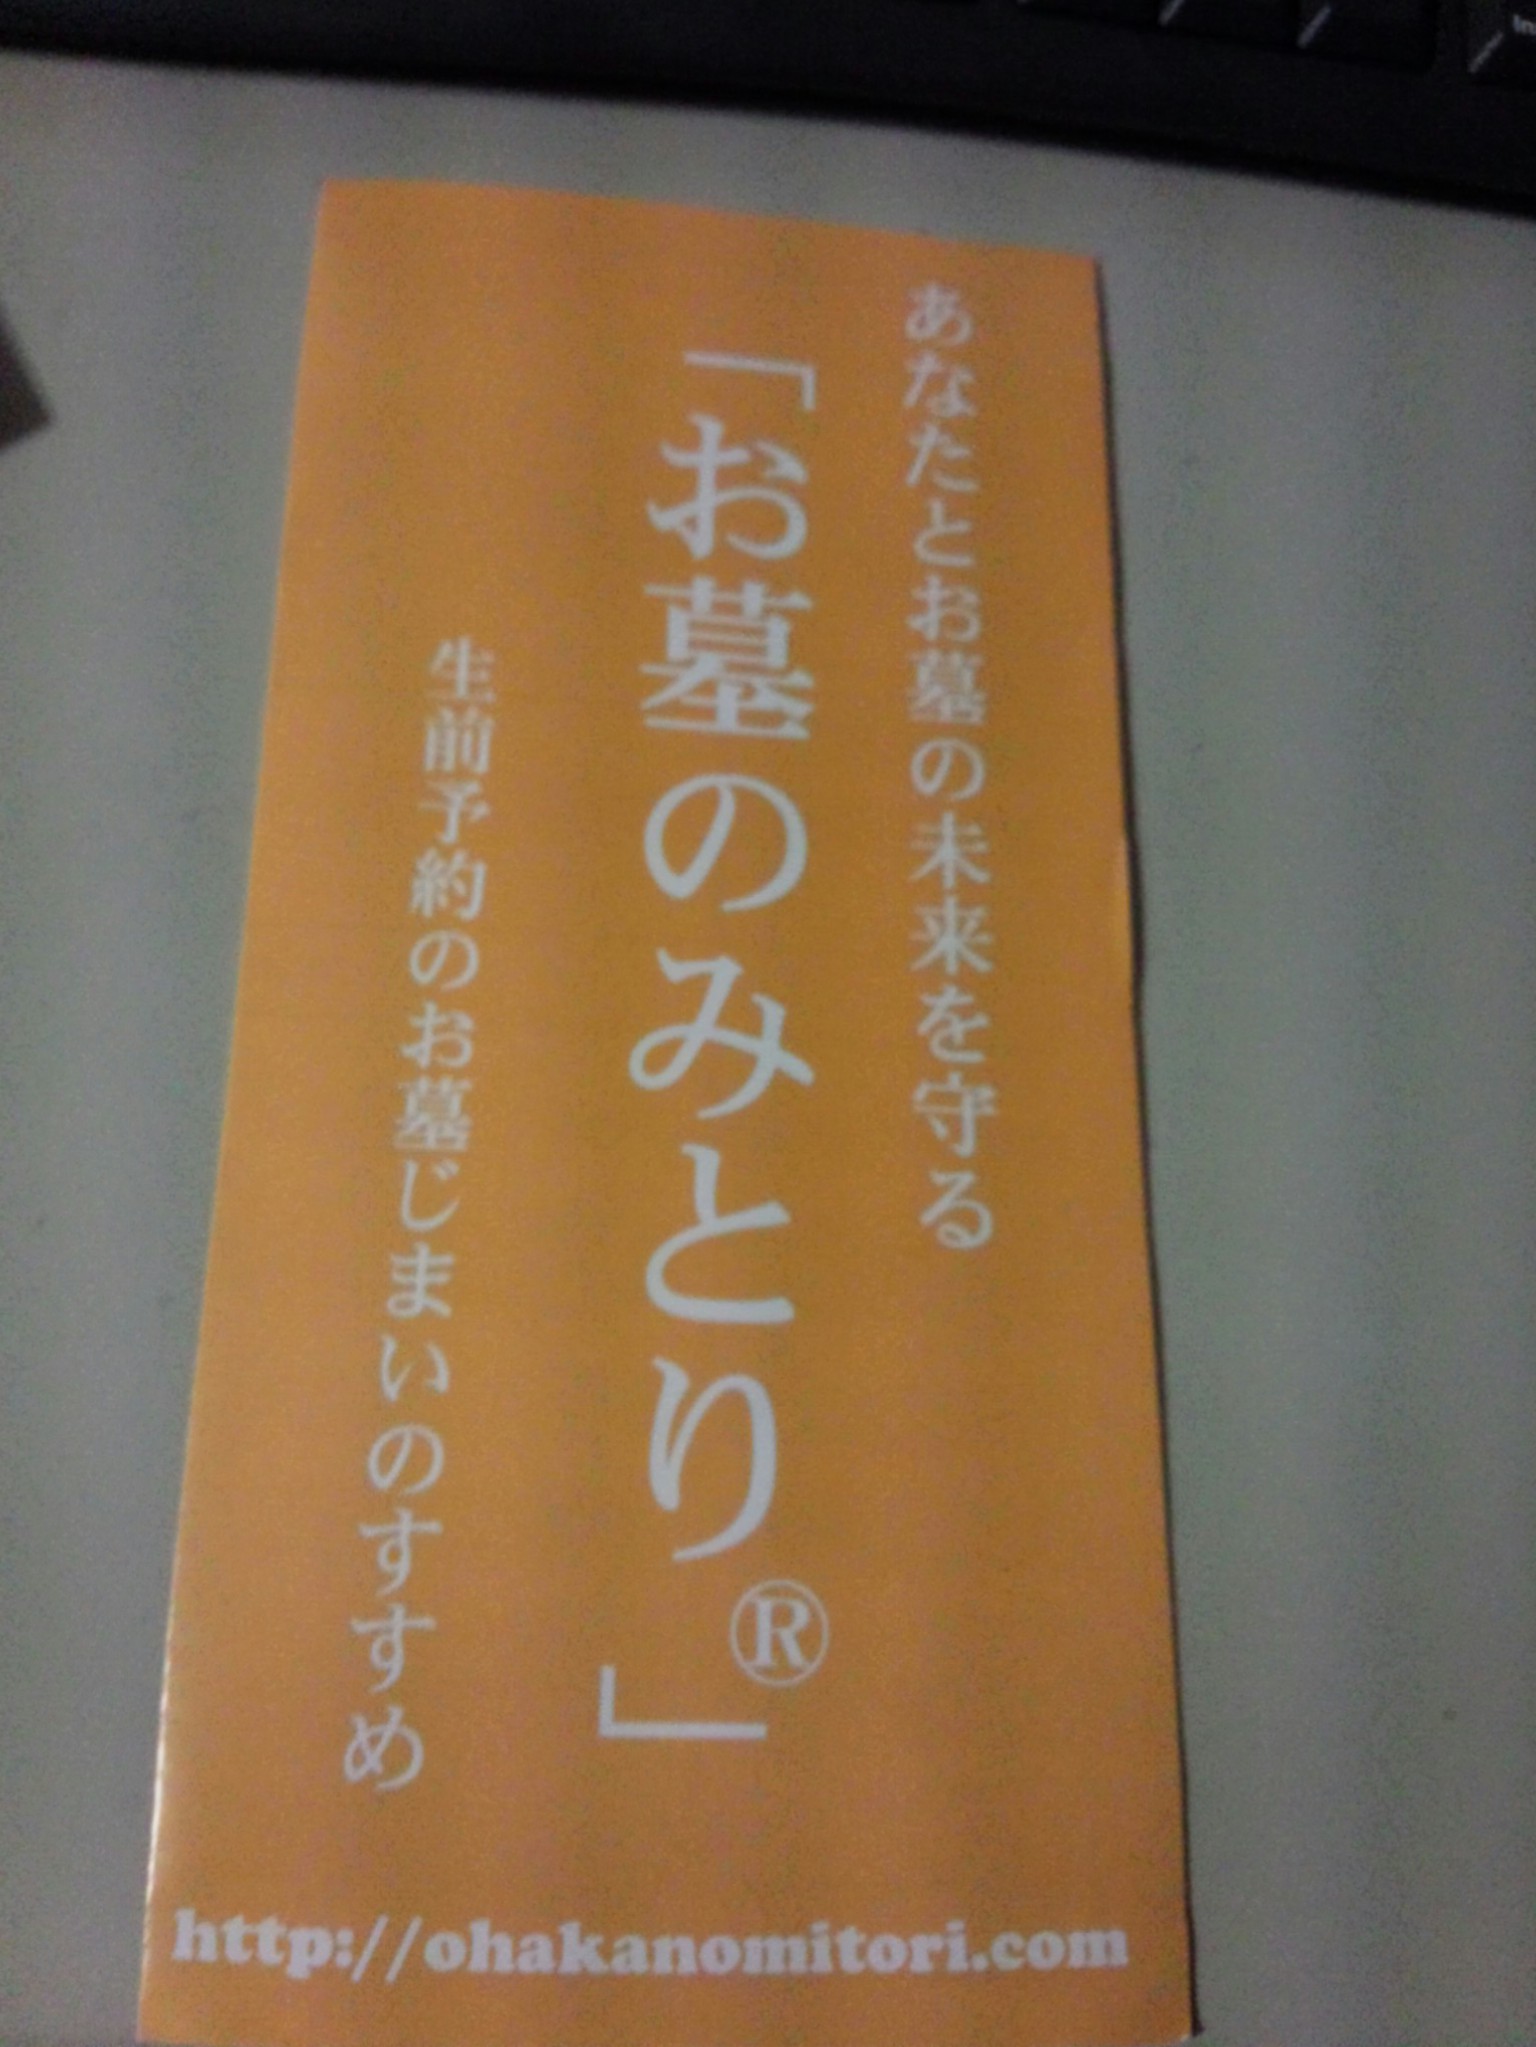 あなたとお墓の未来を守る
「お墓のみとり®」
生前予約のお墓じまいのすすめ
http://ohakanomitori.com